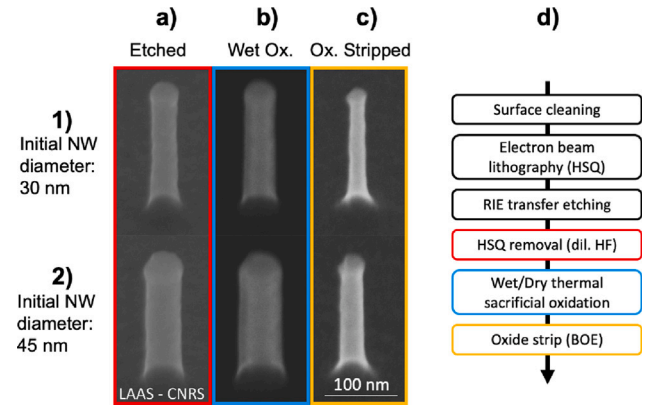 a) b) c) d)
Etched Wet Ox. Ox. Stripped
1)
Initial NW
diameter:
30 nm
2)
Initial NW
diameter:
45 nm
LAAS - CNRS
100 nm
Surface cleaning
Electron beam
lithography (HSQ)
RIE transfer etching
HSQ removal (dil. HF)
Wet/Dry thermal
sacrificial oxidation
Oxide strip (BOE)